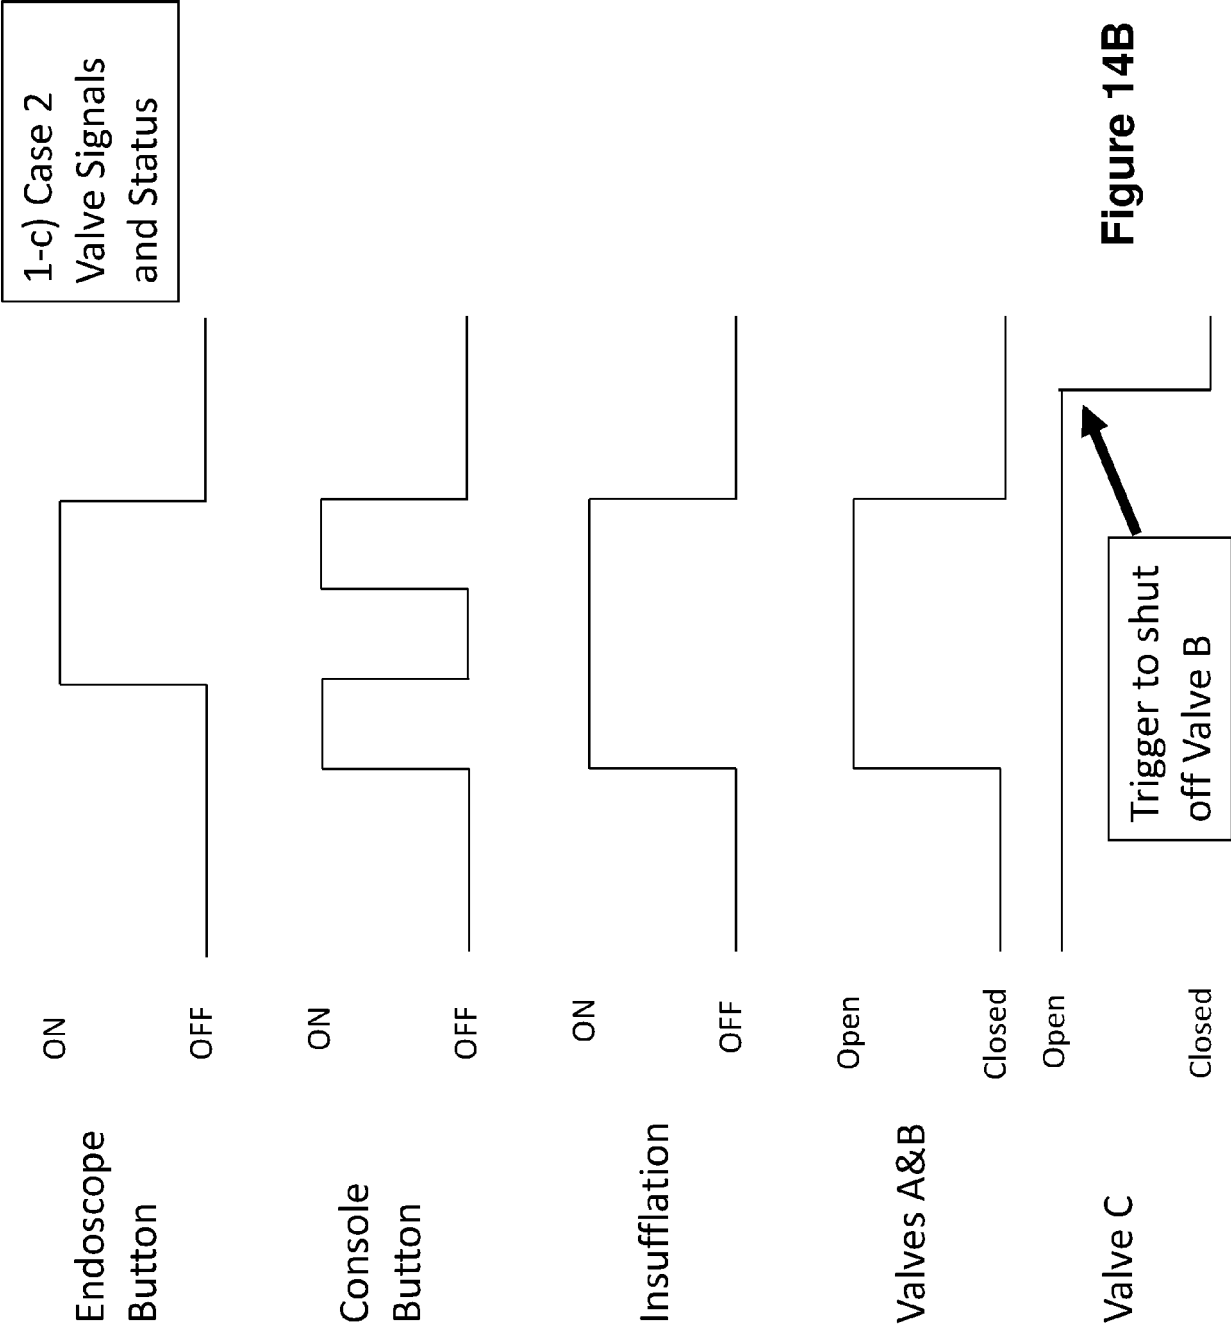 1-c) Case 2
Valve Signals
and Status
Endoscope
Button
ON
OFF
Console
Button
ON
OFF
Insufflation
ON
OFF
Valves A&B
Open
Closed
Valve C
Open
Closed
Trigger to shut
off Valve B
Figure 14B